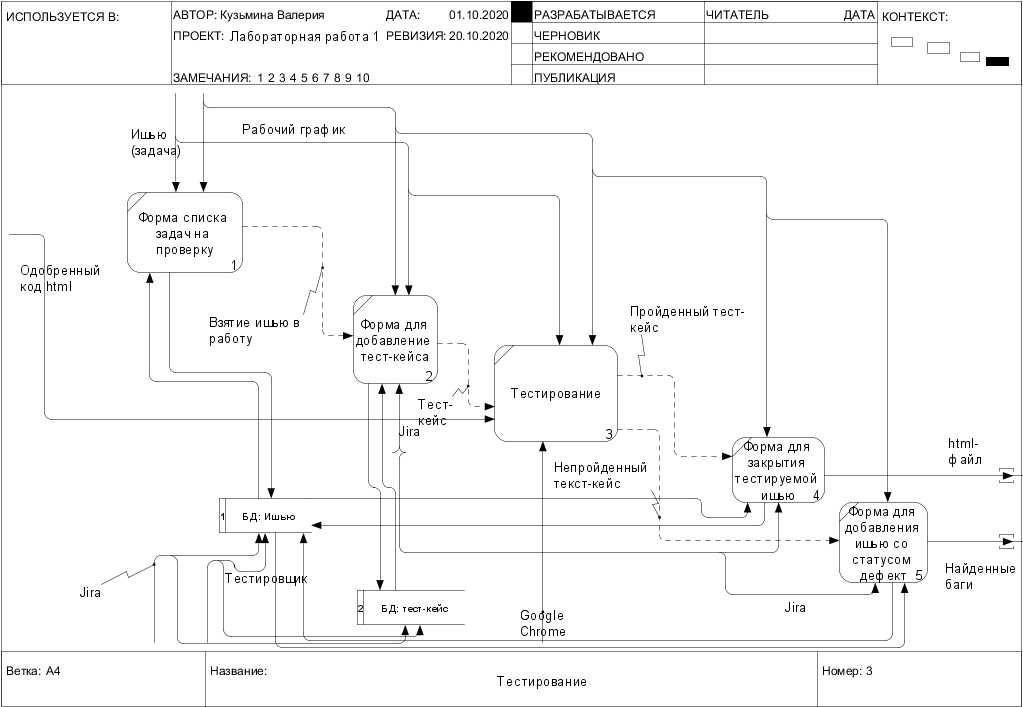 ИСПОЛЬЗУЕТСЯ В:
АВТОР: Кузьмина Валерия
ДАТА: 01.10.2020
РАЗРАБАТЫВАЕТСЯ
ЧИТАТЕЛЬ
ДАТА
КОНТЕКСТ:
ПРОЕКТ: Лабораторная работа 1
РЕВИЗИЯ: 20.10.2020
ЧЕРНОВИК
РЕКОМЕНДОВАНО
ЗАМЕЧАНИЯ: 1 2 3 4 5 6 7 8 9 10
ПУБЛИКАЦИЯ
Ишью
(задача)
Рабочий график
Форма списка
задач на
проверку
1
Одобренный
код html
Взятие ишью в
работу
Форма для
добавление
тест-кейса
2
Пройденный тест-
кейс
Тестирование
3
Тест-
кейс
Jira
Непройденный
текст-кейс
Форма для
закрытия
тестируемой
ишью
4
html-
файл
Форма для
добавления
ишью со
статусом
дефект
5
Найденные
баги
1
БД: Ишью
Jira
Тестировщик
2
БД: тест-кейс
Google
Chrome
Jira
Ветка: A4
Название:
Тестирование
Номер: 3